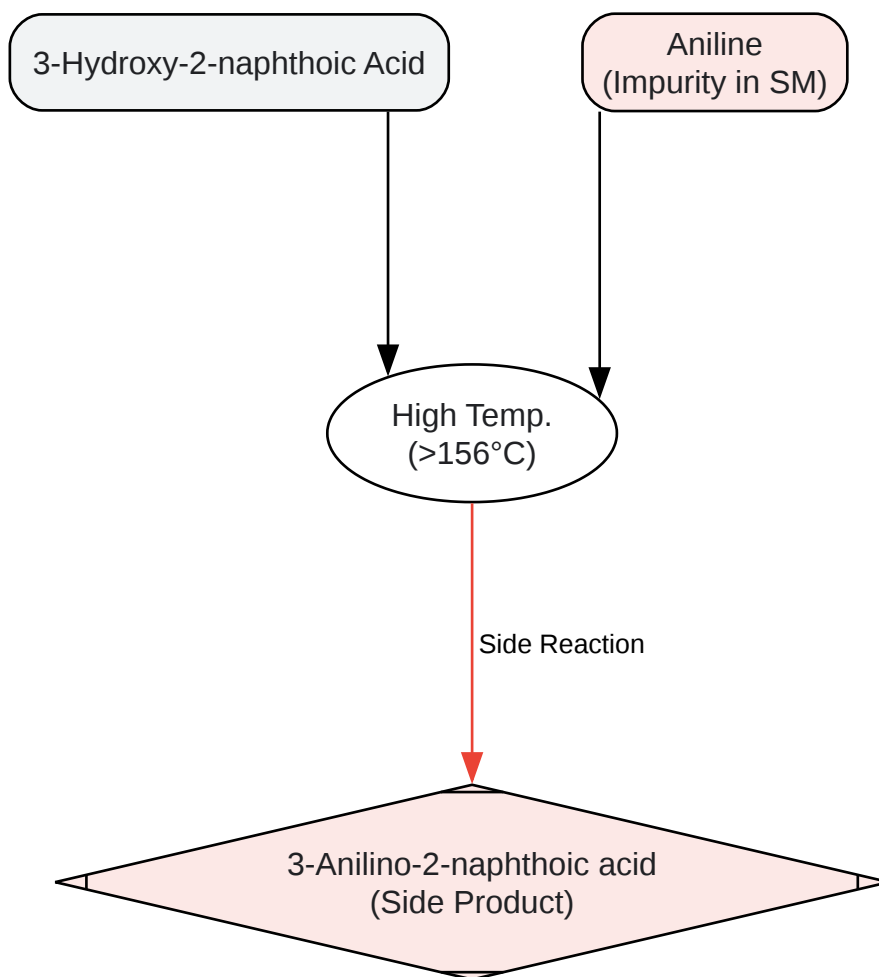 3-Hydroxy-2-naphthoic Acid
Aniline
(Impurity in SM)
High Temp.
(>156°C)
Side Reaction
3-Anilino-2-naphthoic acid
(Side Product)